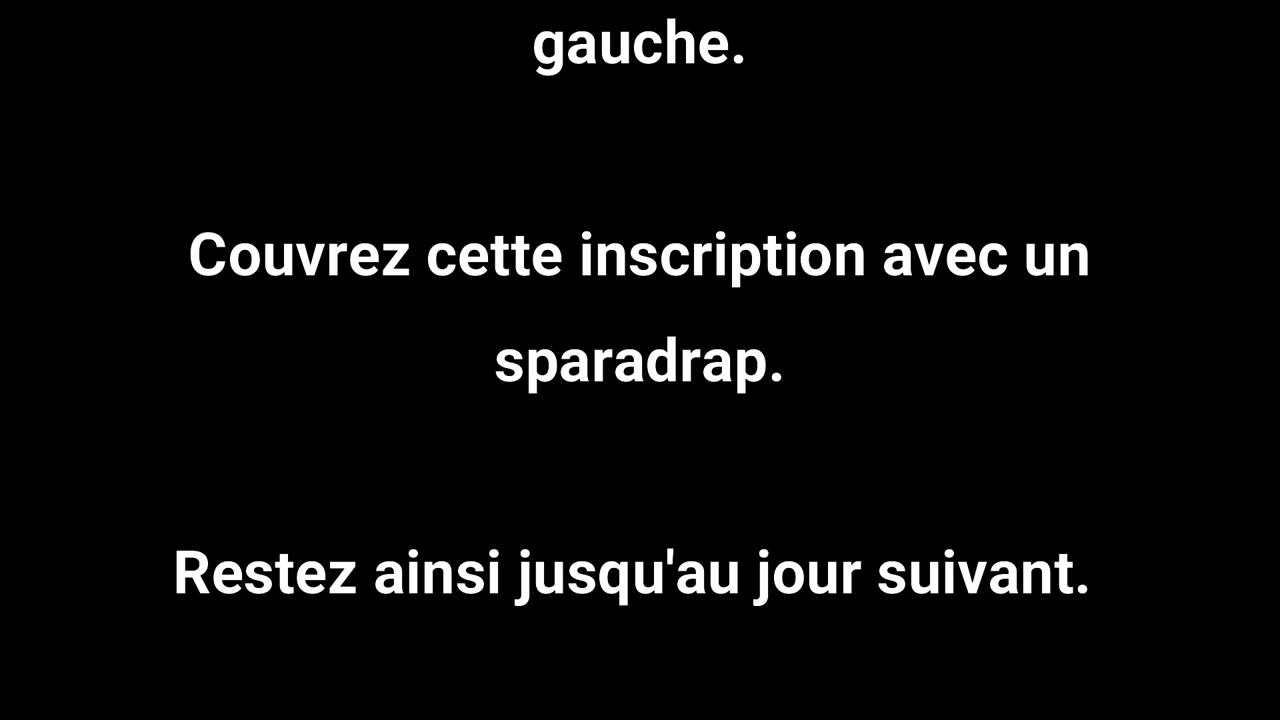 gauche.
Couvrez cette inscription avec un
sparadrap.
Restez ainsi jusqu'au jour suivant.